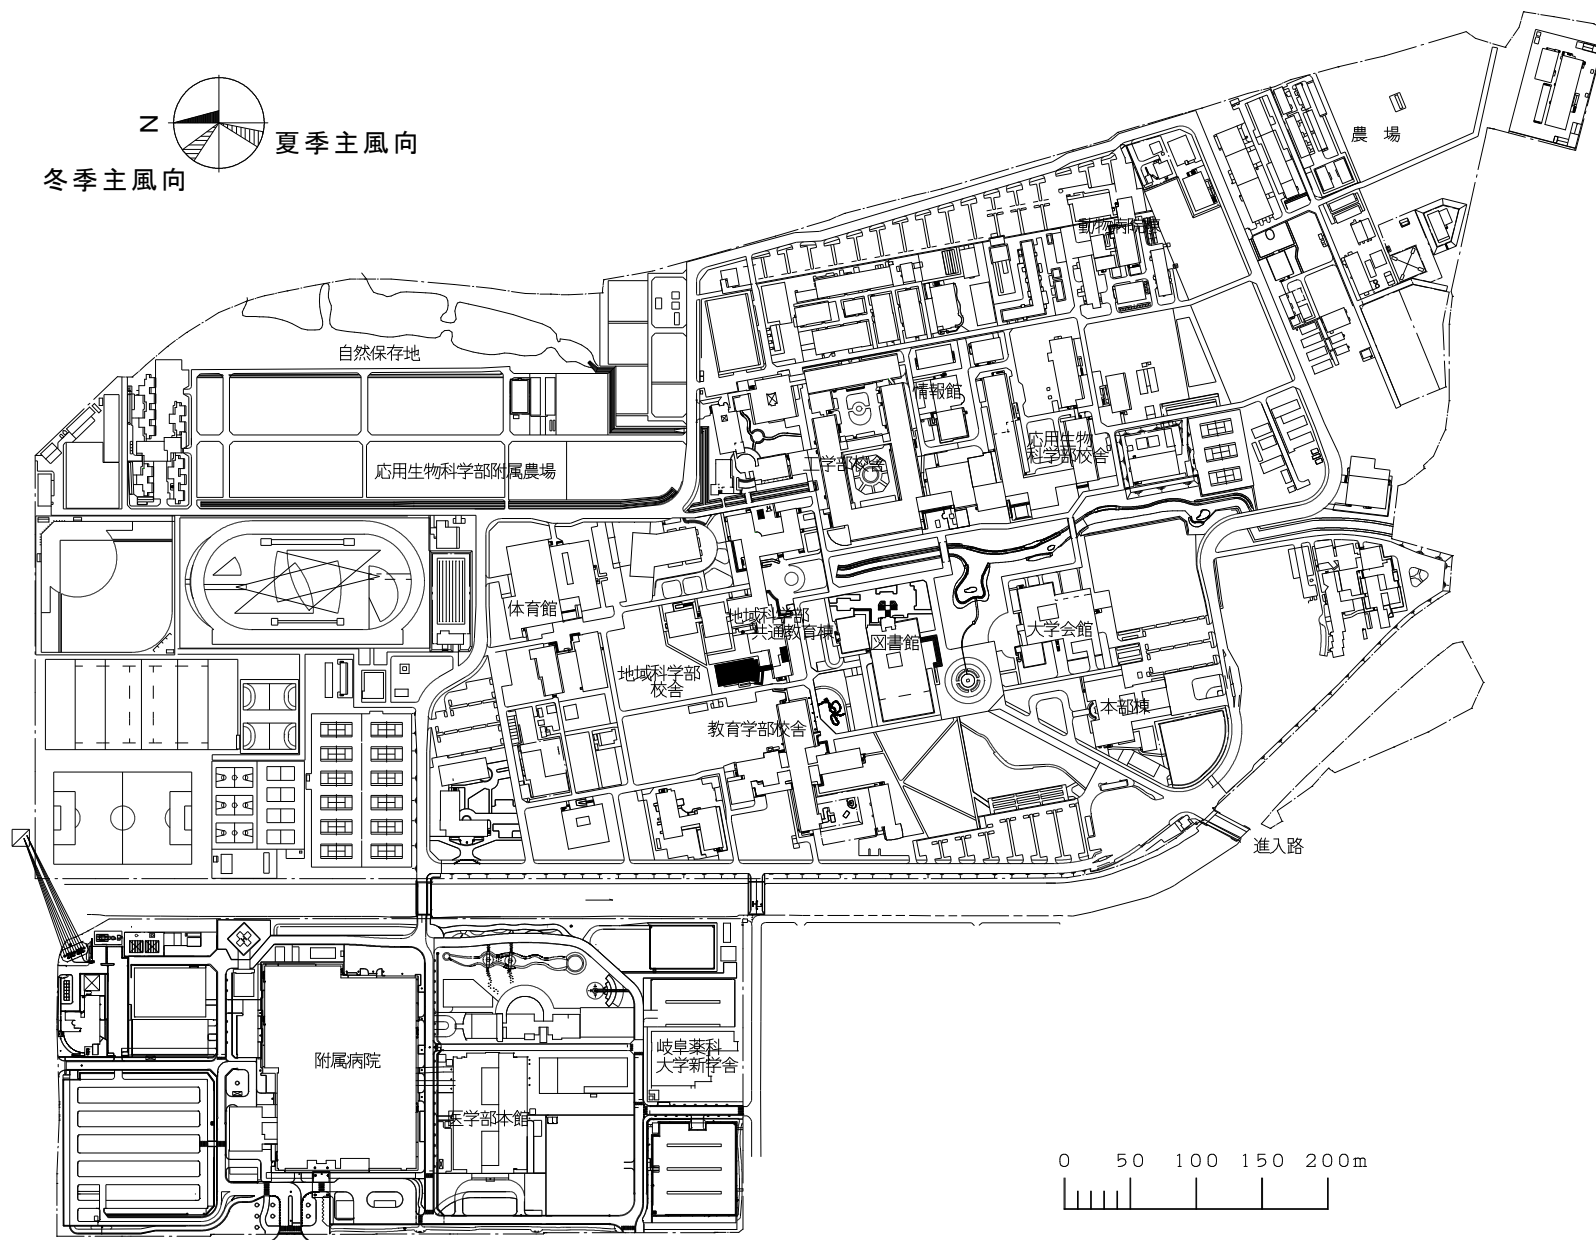 N
夏季主風向
冬季主風向
農 場
動物病院棟
自然保存地
情報館
応用生物
科学部校舎
工学部校舎
応用生物科学部附属農場
体育館
地域科学部
共通教育棟
図書館
大学会館
地域科学部
校舎
本部棟
教育学部校舎
進入路
岐阜薬科
大学新学舎
附属病院
医学部本館
0 50 100 150 200m